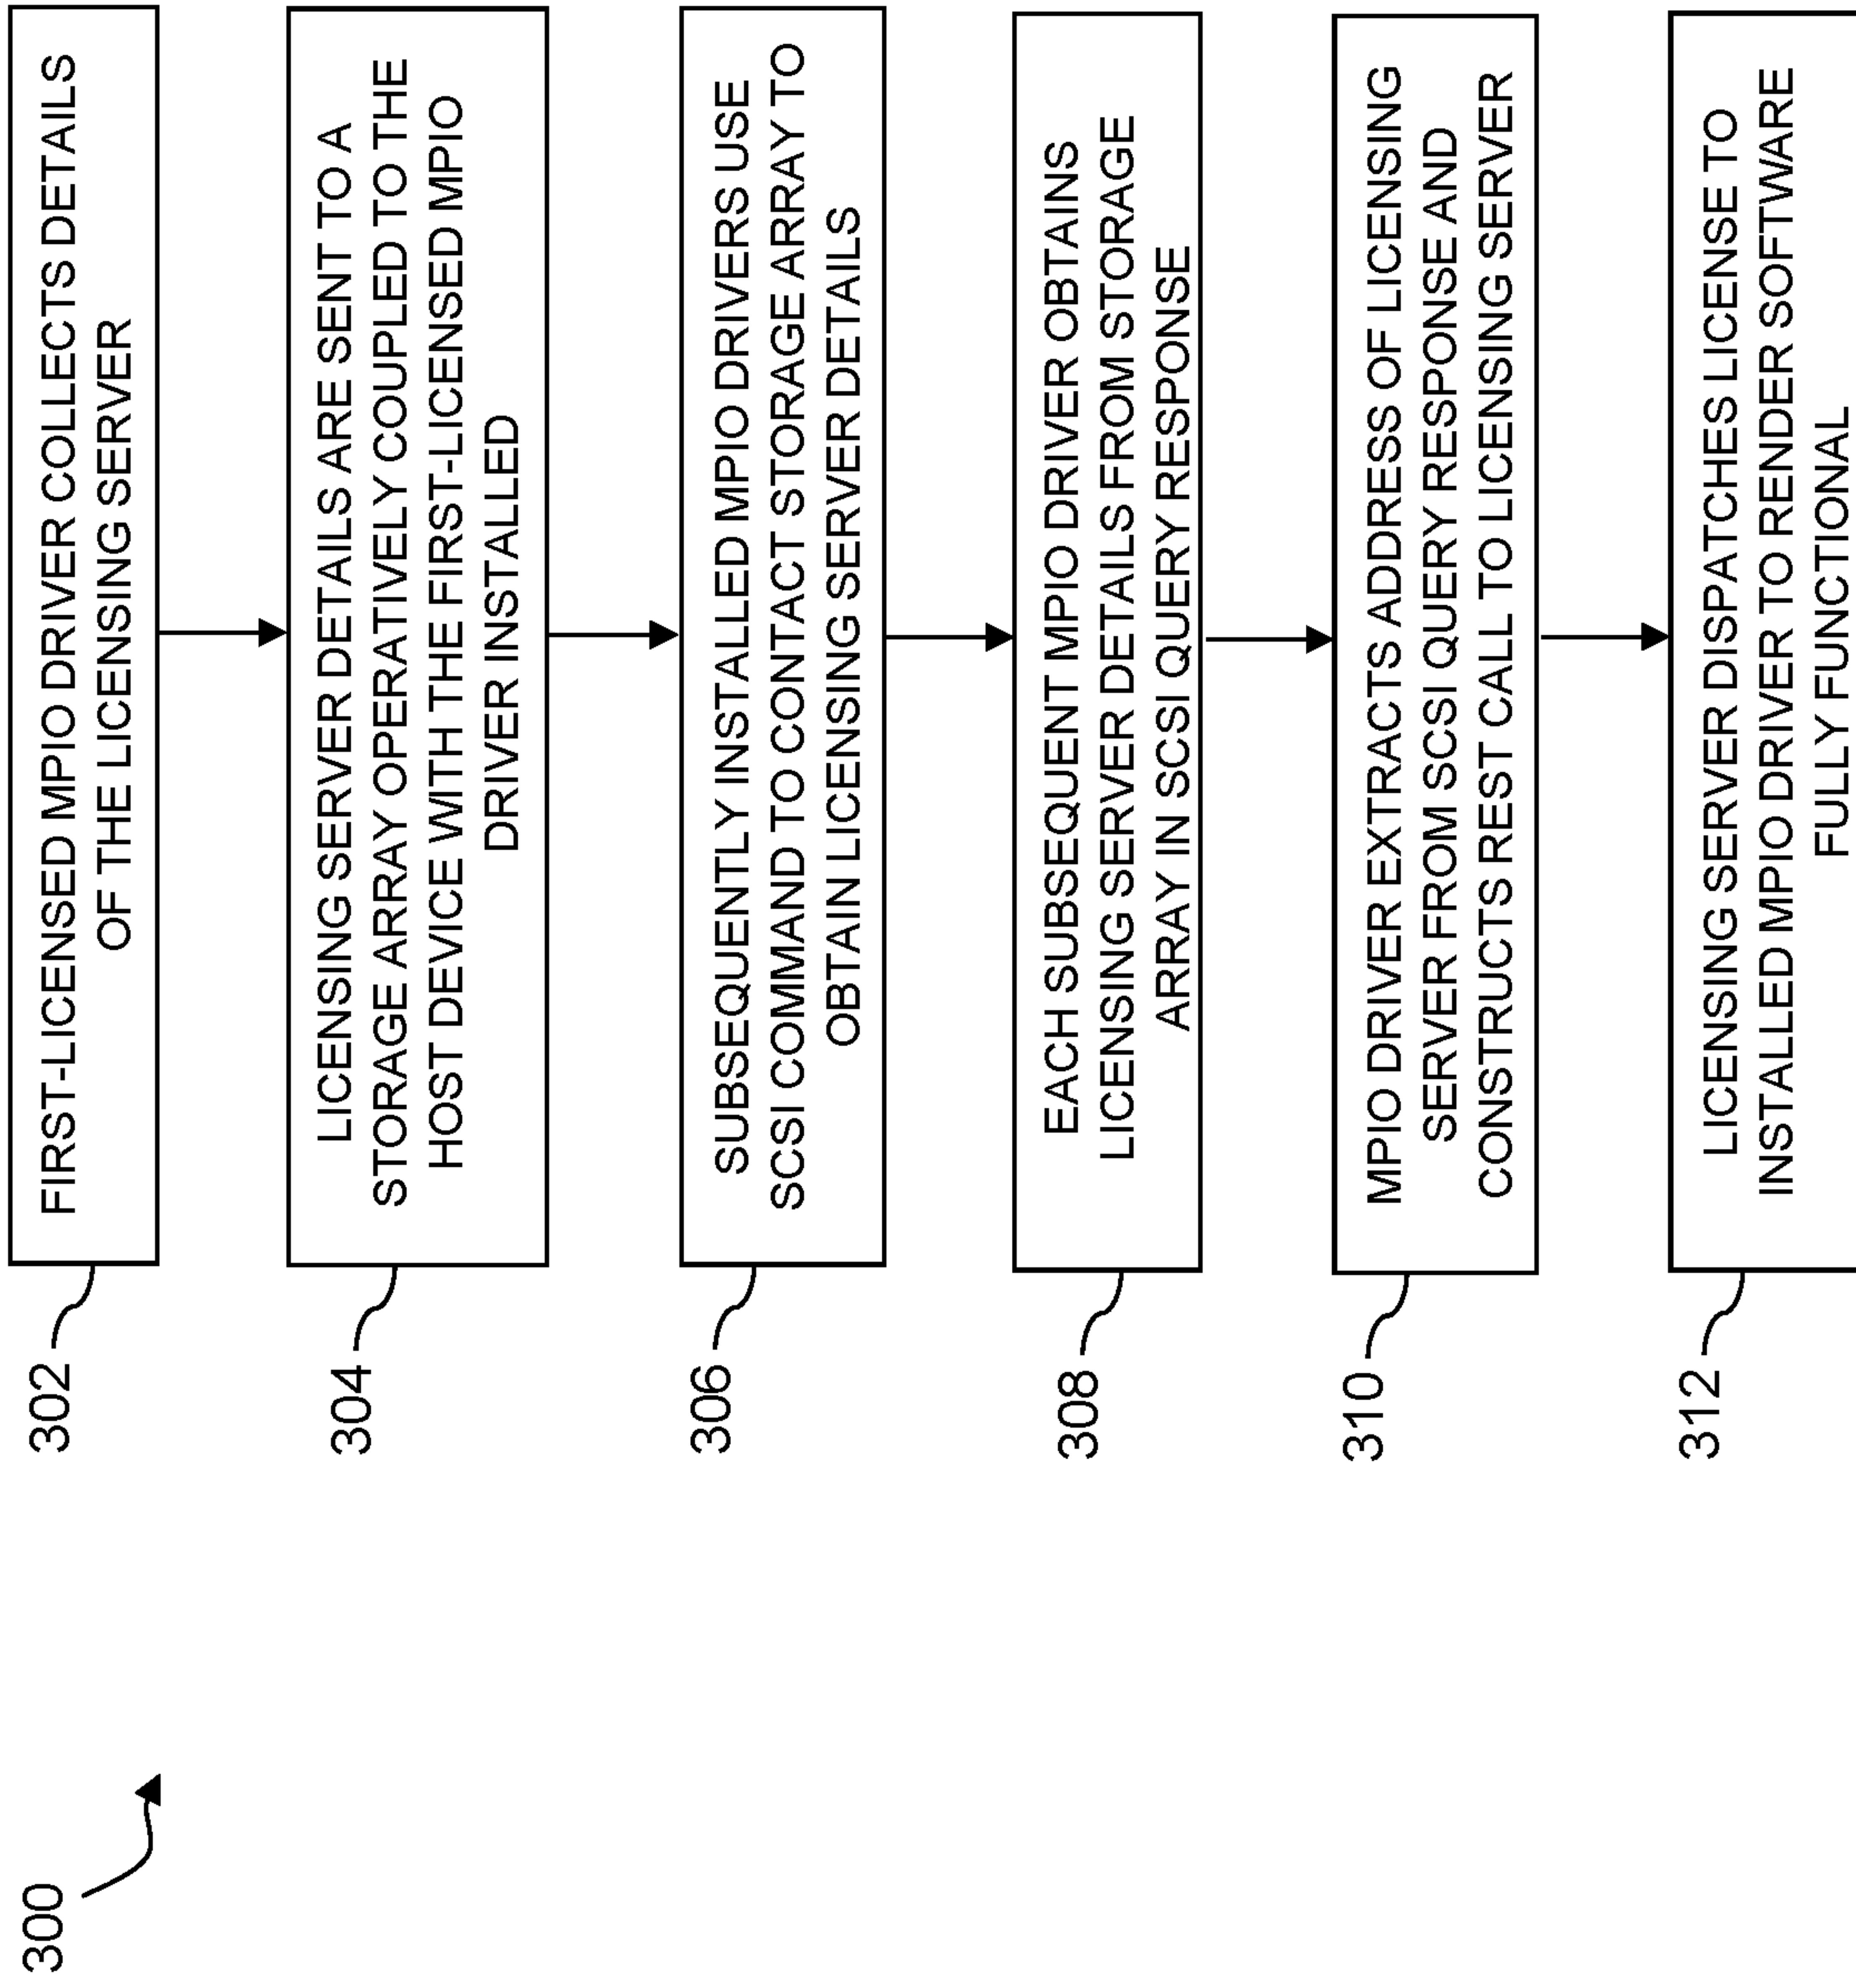 300
302
FIRST-LICENSED MPIO DRIVER COLLECTS DETAILS
OF THE LICENSING SERVER
304
LICENSING SERVER DETAILS ARE SENT TO A
STORAGE ARRAY OPERATIVELY COUPLED TO THE
HOST DEVICE WITH THE FIRST-LICENSED MPIO
DRIVER INSTALLED
306
SUBSEQUENTLY INSTALLED MPIO DRIVERS USE
SCSI COMMAND TO CONTACT STORAGE ARRAY TO
OBTAIN LICENSING SERVER DETAILS
308
EACH SUBSEQUENT MPIO DRIVER OBTAINS
LICENSING SERVER DETAILS FROM STORAGE
ARRAY IN SCSI QUERY RESPONSE
310
MPIO DRIVER EXTRACTS ADDRESS OF LICENSING
SERVER FROM SCSI QUERY RESPONSE AND
CONSTRUCTS REST CALL TO LICENSING SERVER
312
LICENSING SERVER DISPATCHES LICENSE TO
INSTALLED MPIO DRIVER TO RENDER SOFTWARE
FULLY FUNCTIONAL